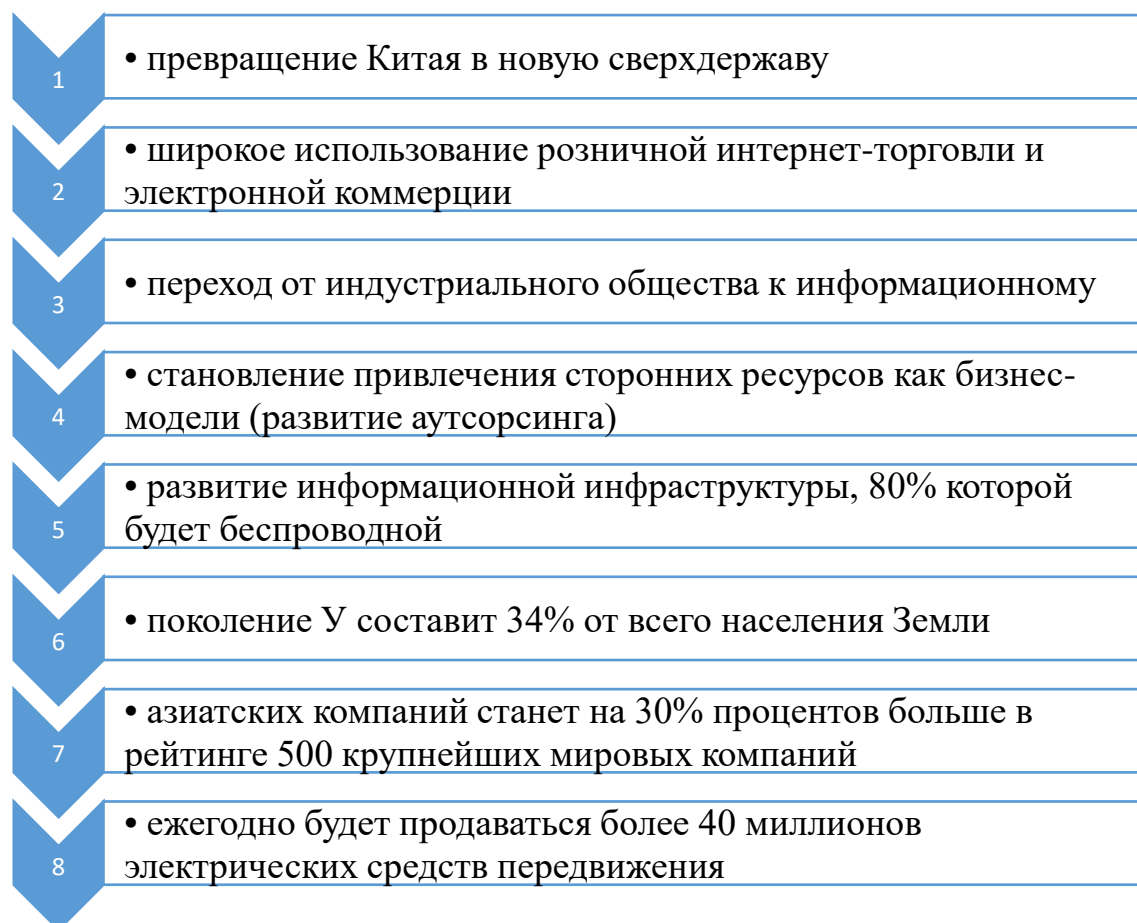 1
• превращение Китая в новую сверхдержаву
2
• широкое использование розничной интернет-торговли и
электронной коммерции
3
• переход от индустриального общества к информационному
4
• становление привлечения сторонних ресурсов как бизнес-
модели (развитие аутсорсинга)
5
• развитие информационной инфраструктуры, 80% которой
будет беспроводной
6
• поколение У составит 34% от всего населения Земли
7
• азиатских компаний станет на 30% процентов больше в
рейтинге 500 крупнейших мировых компаний
8
• ежегодно будет продаваться более 40 миллионов
электрических средств передвижения